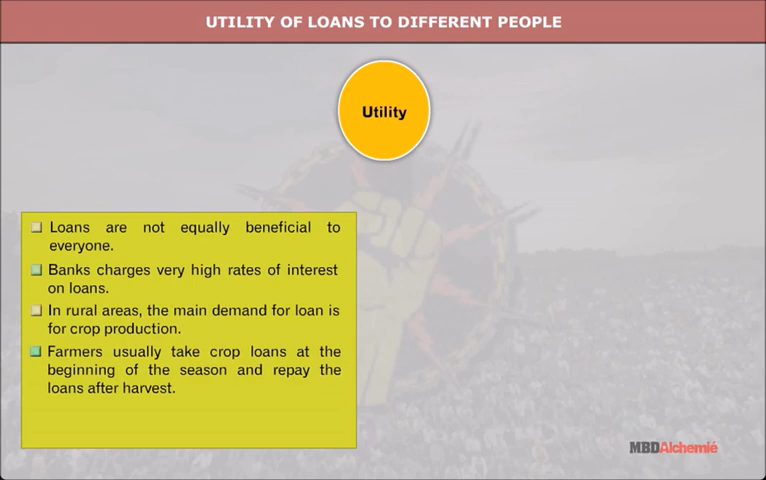 UTILITY OF LOANS TO DIFFERENT PEOPLE
Utility
Loans are not equally beneficial to
everyone.
Banks charges very high rates of interest
on loans.
In rural areas, the main demand for loan is
for crop production.
Farmers usually take crop loans at the
beginning of the season and repay the
loans after harvest.
MBDAlchemié